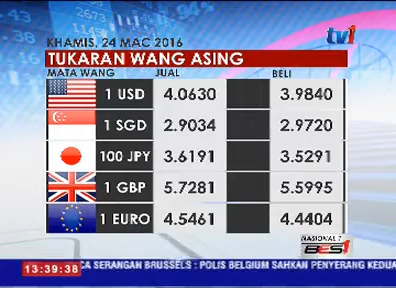 KHAMIS, 24 MAC 2016
tv1
TUKARAN WANG ASING
MATA WANG JUAL BELI
1 USD 4.0630 3.9840
1 SGD 2.9034 2.9720
100 JPY 3.6191 3.5291
1 GBP 5.7281 5.5995
1 EURO 4.5461 4.4404
NASIONAL
BES1
13:39:38 CA SERANGAN BRUSSELS : POLIS BELGIUM SAHKAN PENYERANG KEDUA